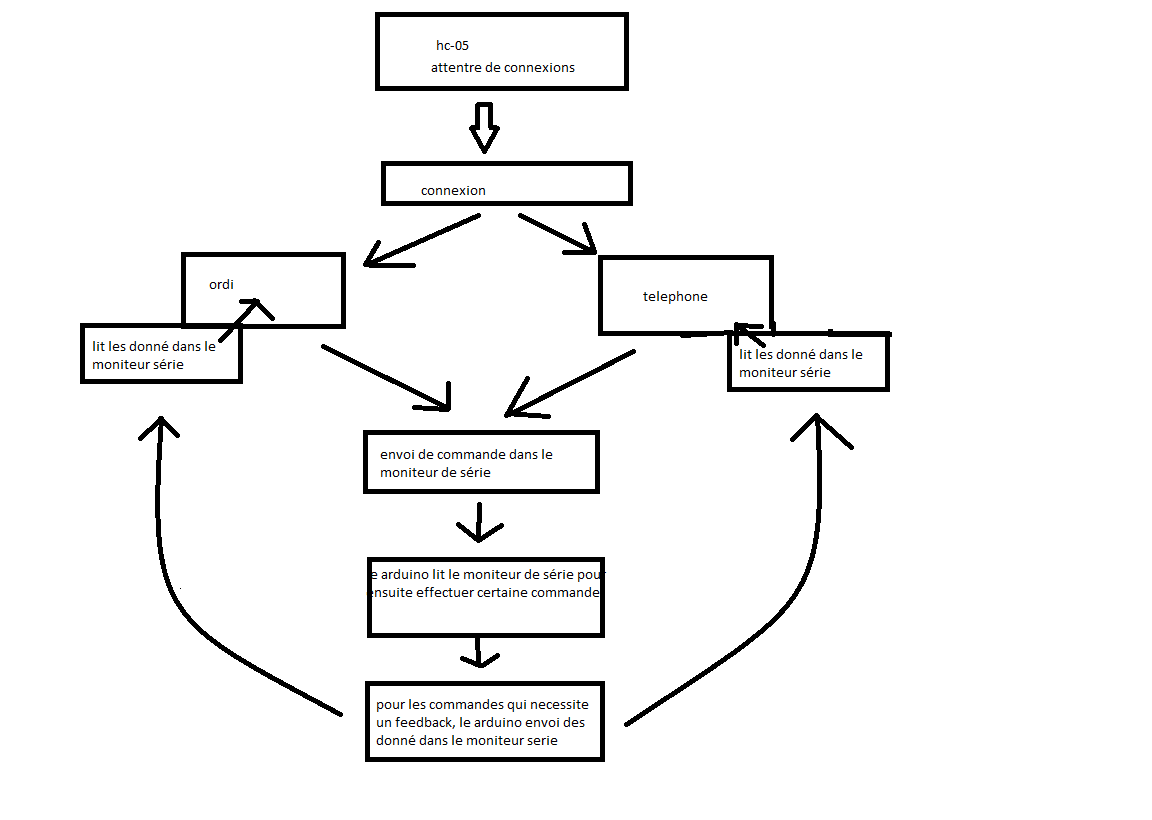 hc-05
attentre de connexions
connexion
ordi
telephone
lit les donné dans le
moniteur série
lit les donné dans le
moniteur série
envoi de commande dans le
moniteur de série
e arduino lit le moniteur de série pour
ensuite effectuer certaine commande
pour les commandes qui necessite
un feedback, le arduino envoi des
donné dans le moniteur serie